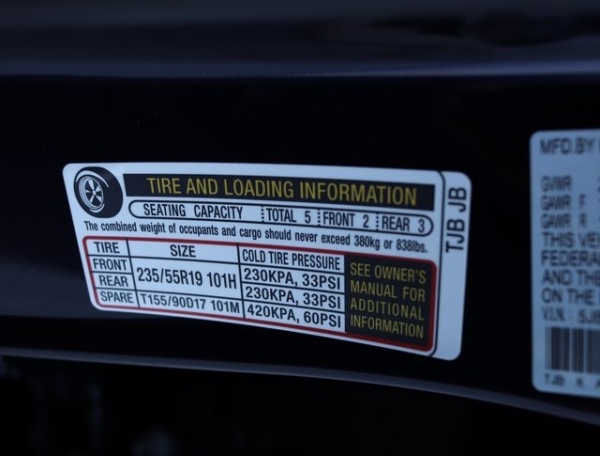 TIRE AND LOADING INFORMATION
SEATING CAPACITY TOTAL 5 FRONT 2 REAR 3
The combined weight of occupants and cargo should never exceed 380kg or 838lbs.
TIRE SIZE COLD TIRE PRESSURE
FRONT 235/55R19 101H 230KPA, 33PSI
REAR 230KPA, 33PSI
SPARE T155/90D17 101M 420KPA, 60PSI
SEE OWNER'S
MANUAL FOR
ADDITIONAL
INFORMATION
TJB JB
MFD.BY
GVWR
GAWR F
GAWR R
THIS VE
FEDERA
AND THE
ON THE
V.I.N.: 5J8
TJB K A